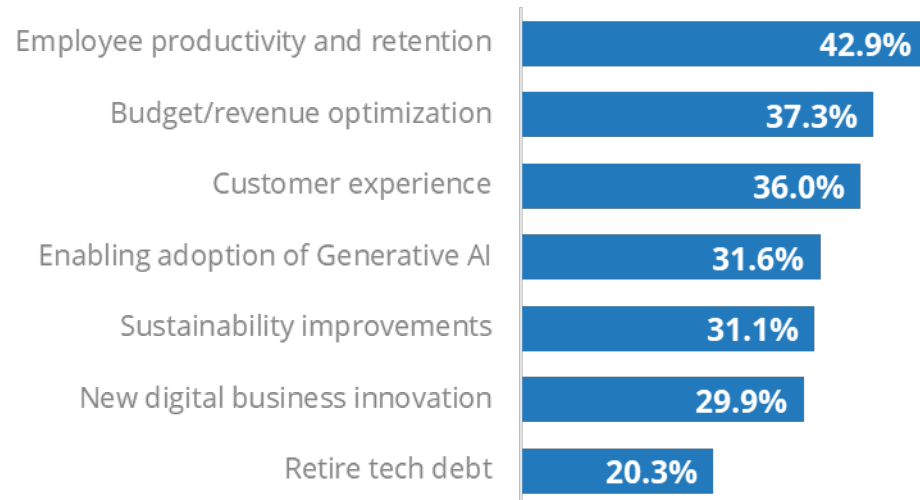 Employee productivity and retention 42.9%
Budget/revenue optimization 37.3%
Customer experience 36.0%
Enabling adoption of Generative AI 31.6%
Sustainability improvements 31.1%
New digital business innovation 29.9%
Retire tech debt 20.3%